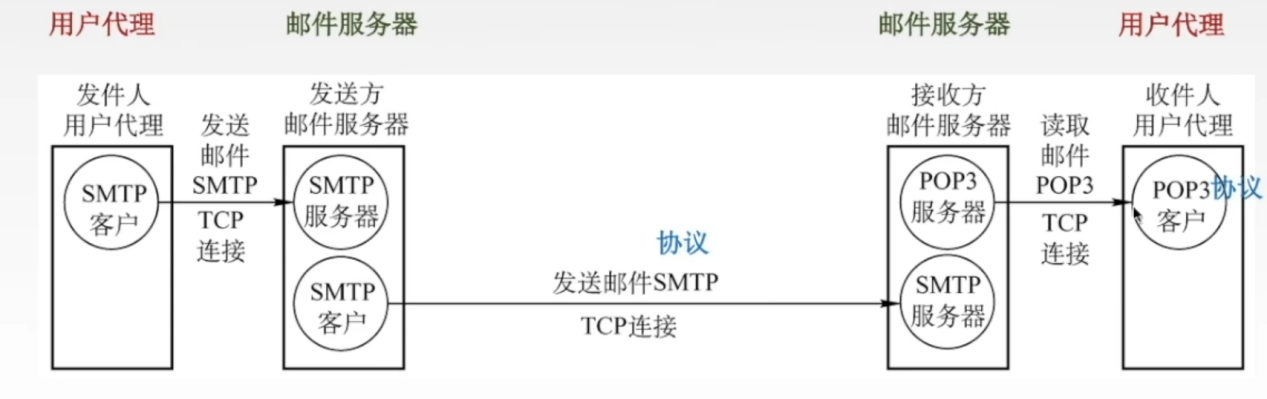 用户代理
邮件服务器
邮件服务器
用户代理
发件人
用户代理
发送
邮件
SMTP
TCP
连接
发送方
邮件服务器
接收方
邮件服务器
读取
邮件
POP3
TCP
连接
收件人
用户代理
SMTP
客户
SMTP
服务器
SMTP
客户
协议
发送邮件SMTP
TCP连接
POP3
服务器
SMTP
服务器
POP3
客户
协议